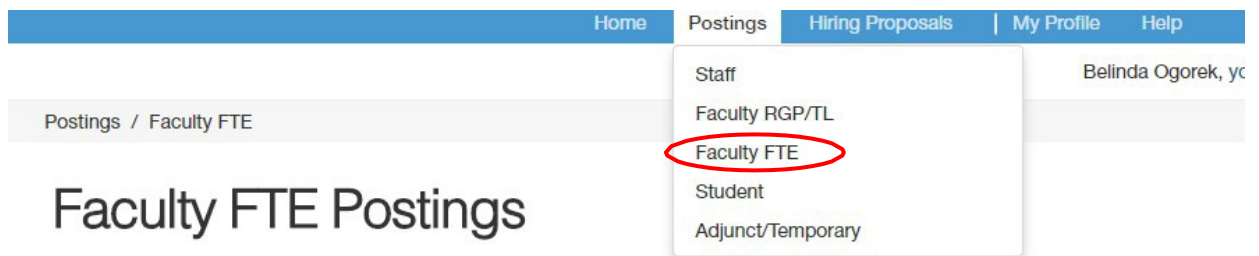 Home Postings Hiring Proposals | My Profile Help
Staff
Belinda Ogorek,
Faculty RGP/TL
Postings / Faculty FTE
Faculty FTE
Student
Faculty FTE Postings
Adjunct/Temporary